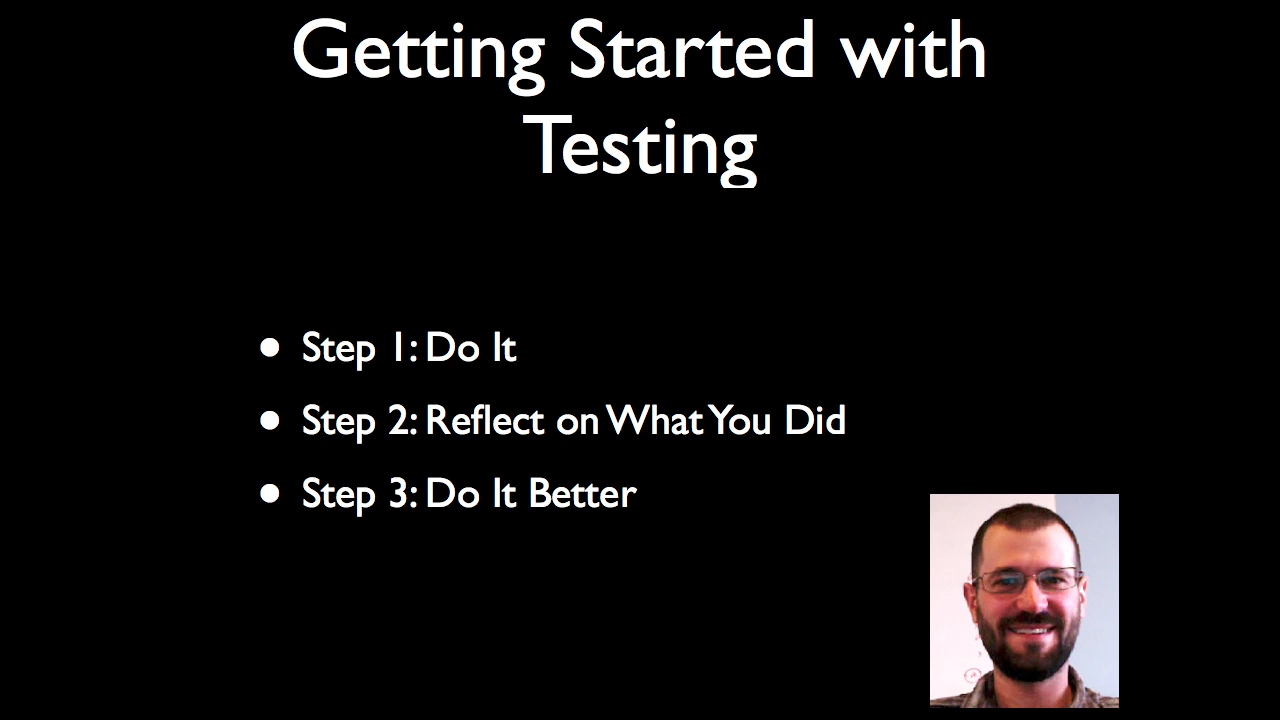 Getting Started with
Testing
• Step 1: Do It
• Step 2: Reflect on What You Did
• Step 3: Do It Better